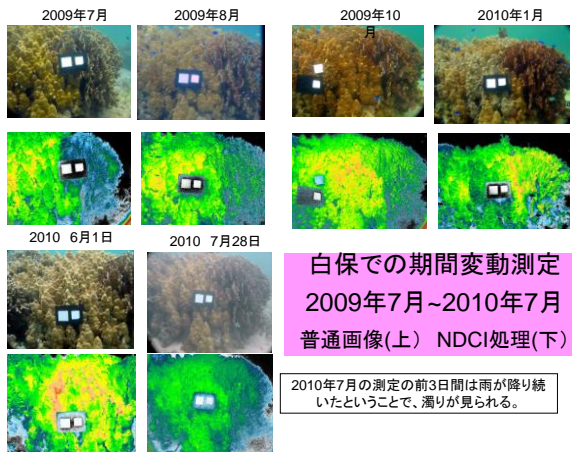 2009年7月
2009年8月
2009年10
月
2010年1月
2010 6月1日
2010 7月28日
白保での期間変動測定
2009年7月~2010年7月
普通画像(上) NDCI処理(下)
2010年7月の測定の前3日間は雨が降り続
いたということで、濁りが見られる。